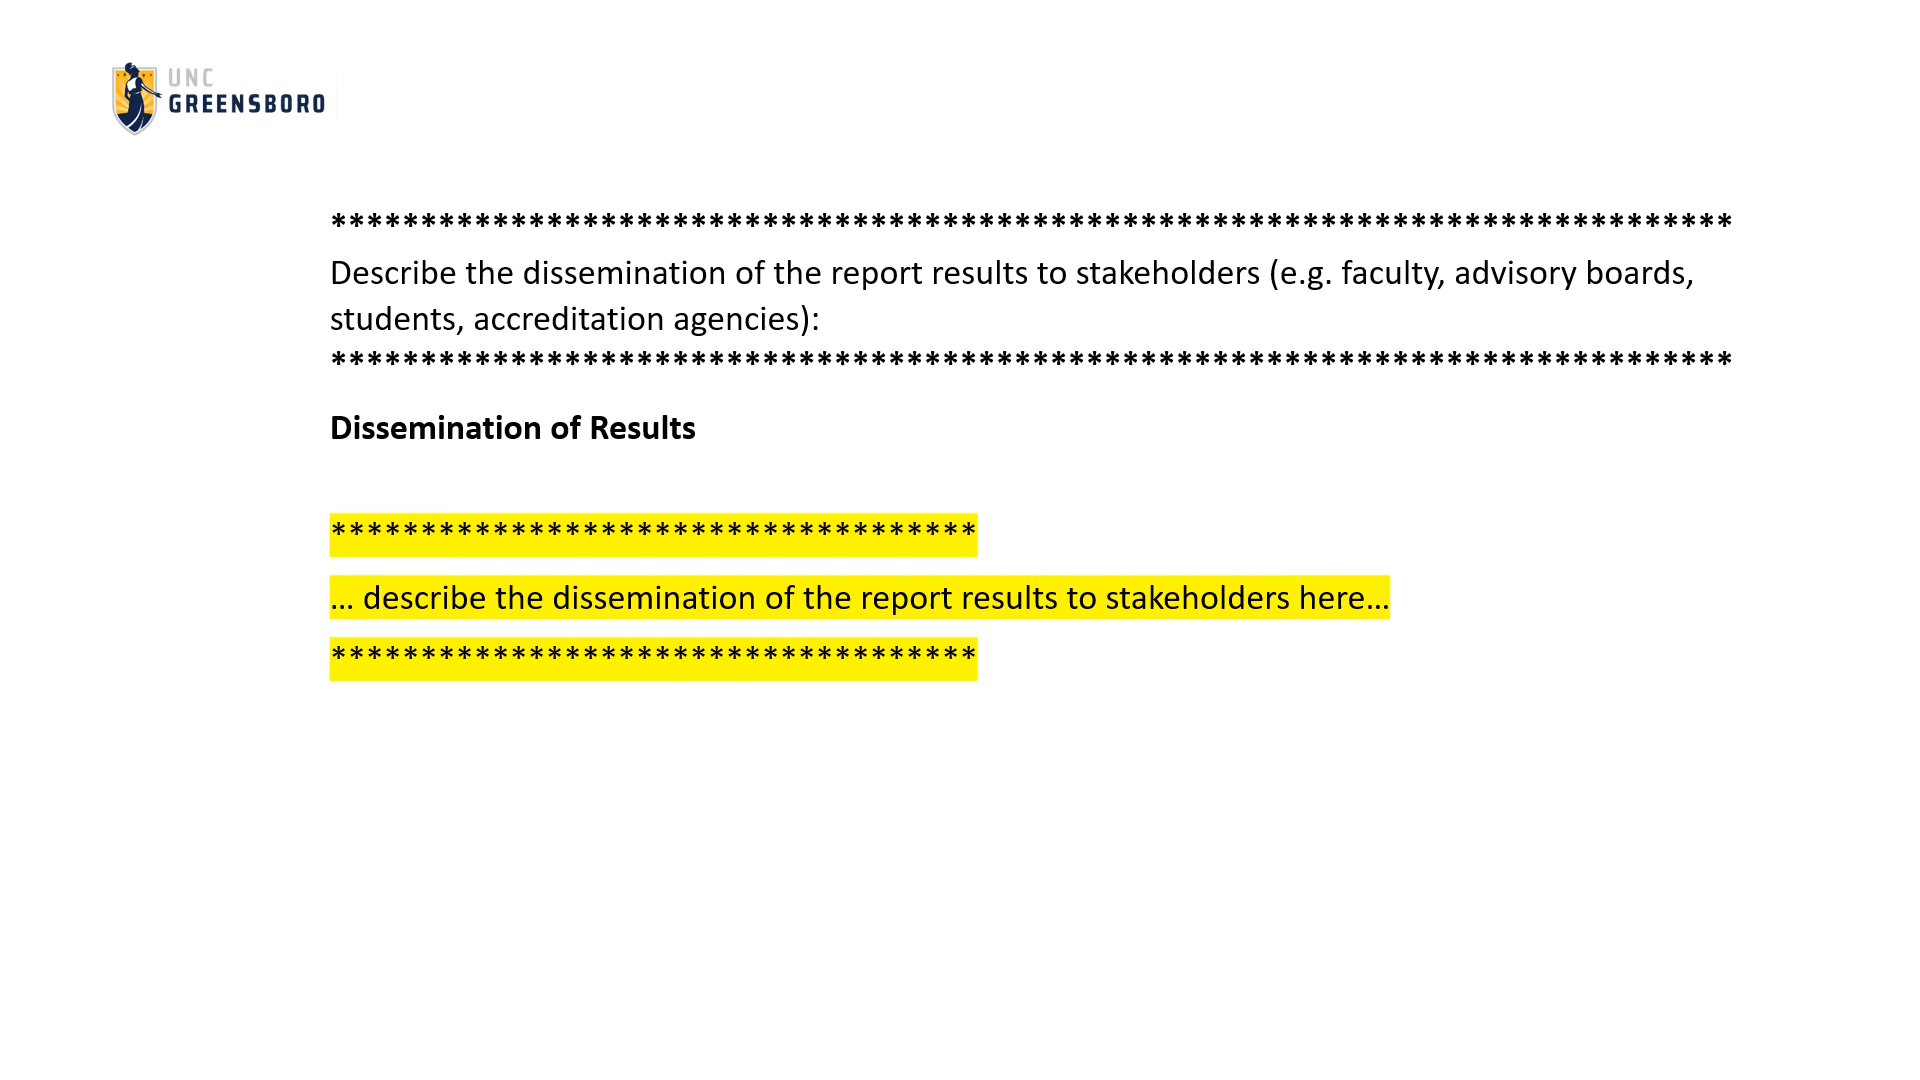 UNC
GREENSBORO
******************************************************************************
Describe the dissemination of the report results to stakeholders (e.g. faculty, advisory boards,
students, accreditation agencies):
******************************************************************************
Dissemination of Results
************************************
... describe the dissemination of the report results to stakeholders here...
************************************